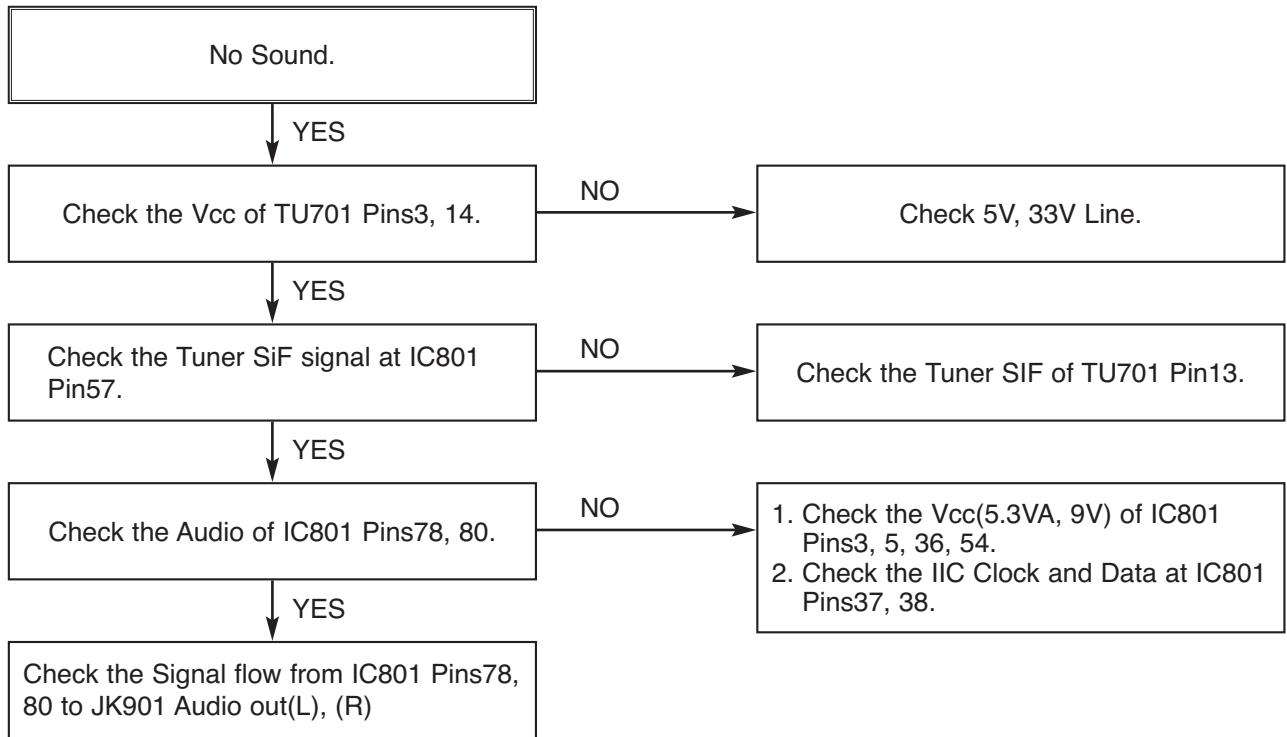 No Sound.
YES
Check the Vcc of TU701 Pins3, 14.
NO
Check 5V, 33V Line.
YES
Check the Tuner SiF signal at IC801
Pin57.
NO
Check the Tuner SIF of TU701 Pin13.
YES
Check the Audio of IC801 Pins78, 80.
NO
1. Check the Vcc(5.3VA, 9V) of IC801
Pins3, 5, 36, 54.
2. Check the IIC Clock and Data at IC801
Pins37, 38.
YES
Check the Signal flow from IC801 Pins78,
80 to JK901 Audio out(L), (R)